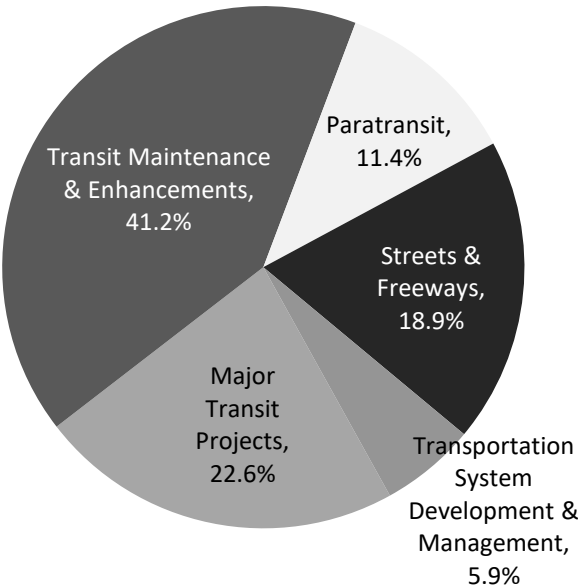 Paratransit,
11.4%
Transit Maintenance
& Enhancements,
41.2%
Streets &
Freeways,
18.9%
Major
Transit
Projects,
22.6%
Transportation
System
Development &
Management,
5.9%